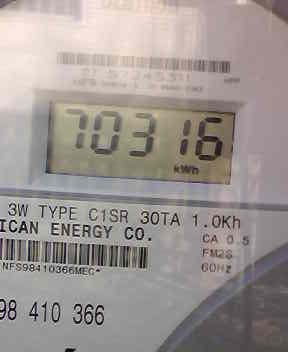 70316
kWh
3W TYPE C1SR 30TA 1.0Kh
ICAN ENERGY CO.
CA 0.5
FM2S
60Hz
NFS98410366MEC*
98 410 366